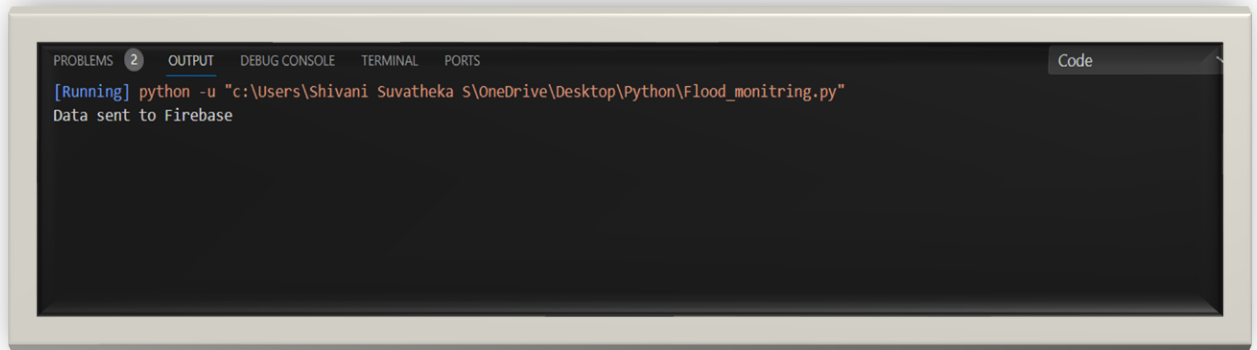 PROBLEMS 2 OUTPUT DEBUG CONSOLE TERMINAL PORTS Code
[Running] python -u "c:\Users\Shivani Suvatheka S\OneDrive\Desktop\Python\Flood_monitring.py"
Data sent to Firebase